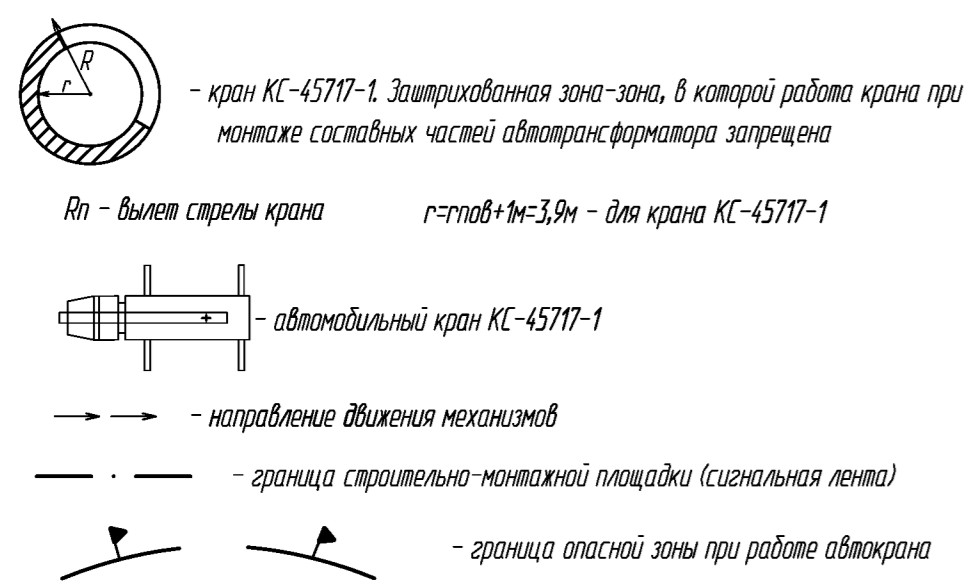 R
r
- кран КС-45717-1. Заштрихованная зона-зона, в которой работа крана при
монтаже составных частей автотрансформатора запрещена
Rп - вылет стрелы крана r=rпов+1м=3,9м - для крана КС-45717-1
- автомобильный кран КС-45717-1
- направление движения механизмов
- граница строительно-монтажной площадки (сигнальная лента)
- граница опасной зоны при работе автокрана